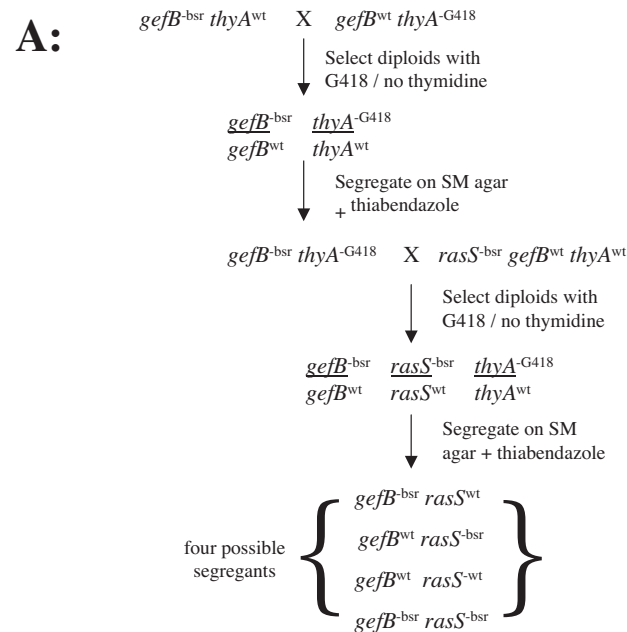 A:
gefB-bsr thyAwt X gefBwt thyA-G418
Select diploids with
G418 / no thymidine
gefB-bsr thyA-G418
gefBwt thyAwt
Segregate on SM agar
+ thiabendazole
gefB-bsr thyA-G418 X rasS-bsr gefBwt thyAwt
Select diploids with
G418 / no thymidine
gefB-bsr rasS-bsr thyA-G418
gefBwt rasSwt thyAwt
Segregate on SM
agar + thiabendazole
four possible
segregants
{
gefB-bsr rasSwt
gefBwt rasS-bsr
gefBwt rasS-wt
gefB-bsr rasS-bsr
}